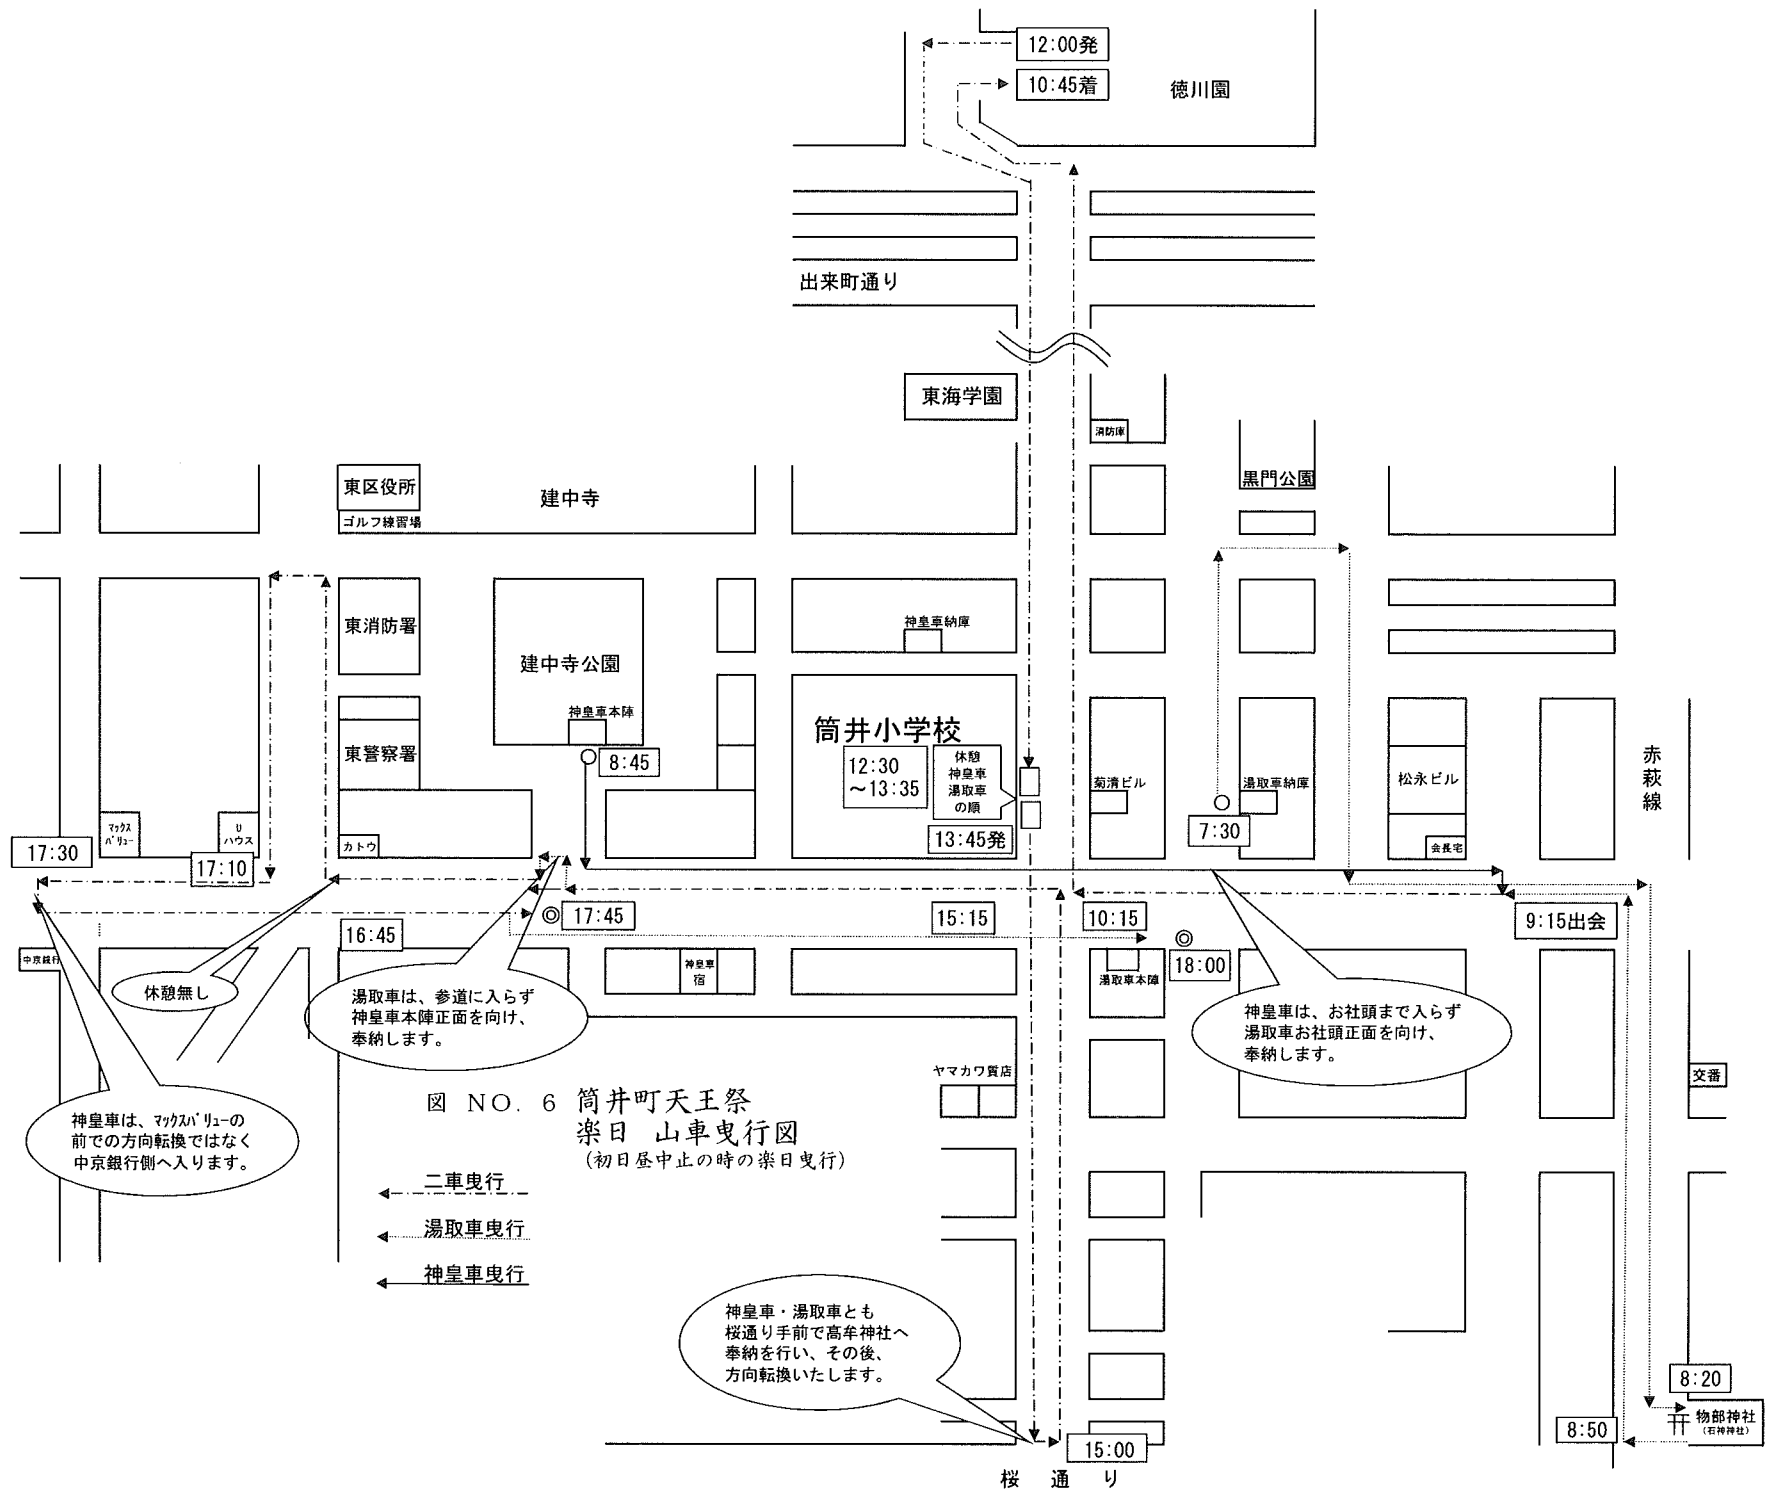 12:00発
10:45着
徳川園
出来町通り
東海学園
消防庫
東区役所
ゴルフ練習場
建中寺
黒門公園
東消防署
建中寺公園
神皇車納庫
神皇車本陣
8:45
東警察署
筒井小学校
12:30
～13:35
休憩
神皇車
湯取車
の順
13:45発
菊清ビル
湯取車納庫
7:30
松永ビル
会長宅
赤萩線
マックス
バリュー
U
ハウス
カトウ
17:30
17:10
16:45
17:45
15:15
10:15
9:15出会
18:00
中京銀行
神皇車
宿
湯取車本陣
休憩無し
湯取車は、参道に入らず
神皇車本陣正面を向け、
奉納します。
神皇車は、お社頭まで入らず
湯取車お社頭正面を向け、
奉納します。
ヤマカワ質店
交番
神皇車は、マックスバリューの
前での方向転換ではなく
中京銀行側へ入ります。
図 NO. 6 筒井町天王祭
楽日 山車曳行図
(初日昼中止の時の楽日曳行)
二車曳行
湯取車曳行
神皇車曳行
神皇車・湯取車とも
桜通り手前で高牟神社へ
奉納を行い、その後、
方向転換いたします。
8:20
物部神社
(石神神社)
8:50
15:00
桜通り